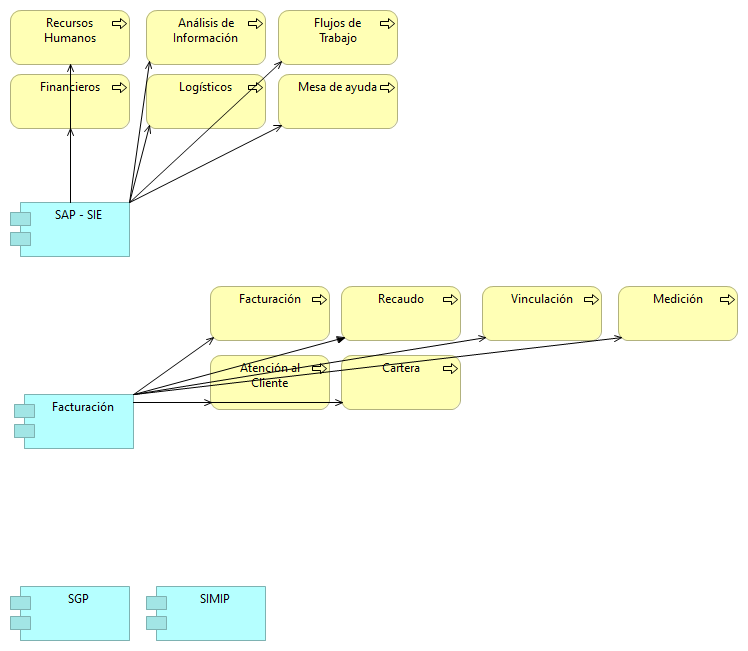 Recursos
Humanos
Análisis de
Información
Flujos de
Trabajo
Financieros
Logísticos
Mesa de ayuda
SAP - SIE
Facturación
Recaudo
Vinculación
Medición
Atención al
Cliente
Cartera
Facturación
SGP
SIMIP